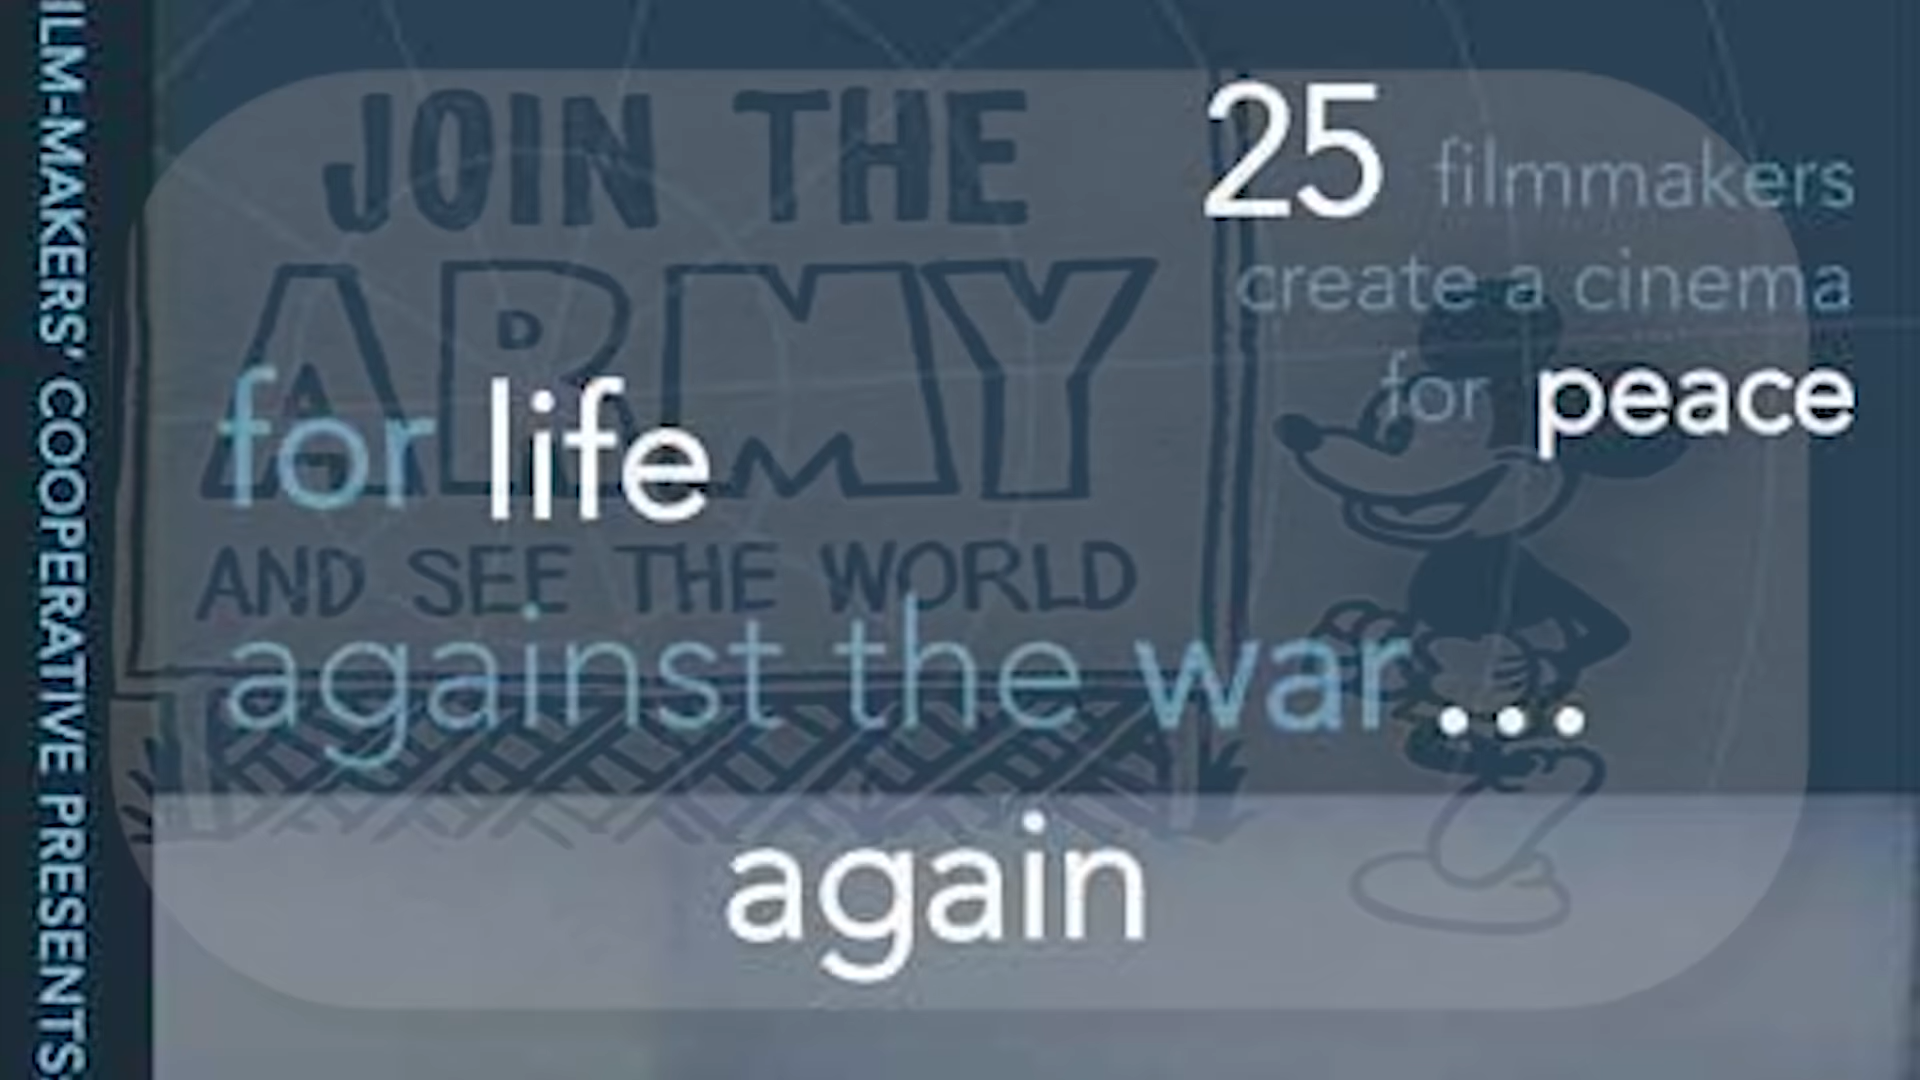 FILM-MAKERS' COOPERATIVE PRESENTS:
JOIN THE
ARMY
AND SEE THE WORLD
25 filmmakers
create a cinema
for peace
for life
against the war...
again